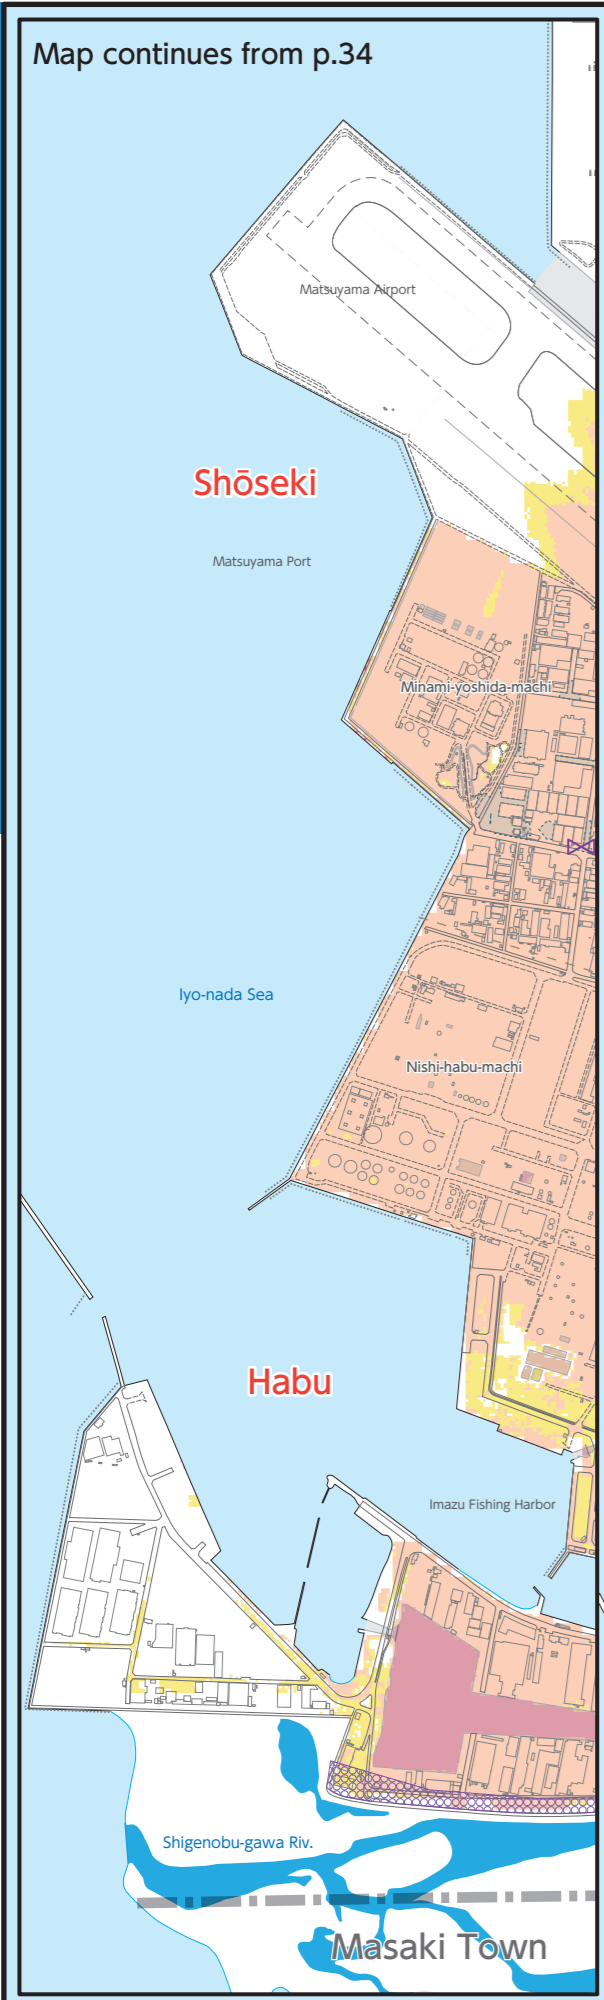 Map continues from p.34
Matsuyama Airport
Shōseki
Matsuyama Port
Minami-yoshida-machi
Iyo-nada Sea
Nishi-habu-machi
Habu
Imazu Fishing Harbor
Shigenobu-gawa Riv.
Masaki Town